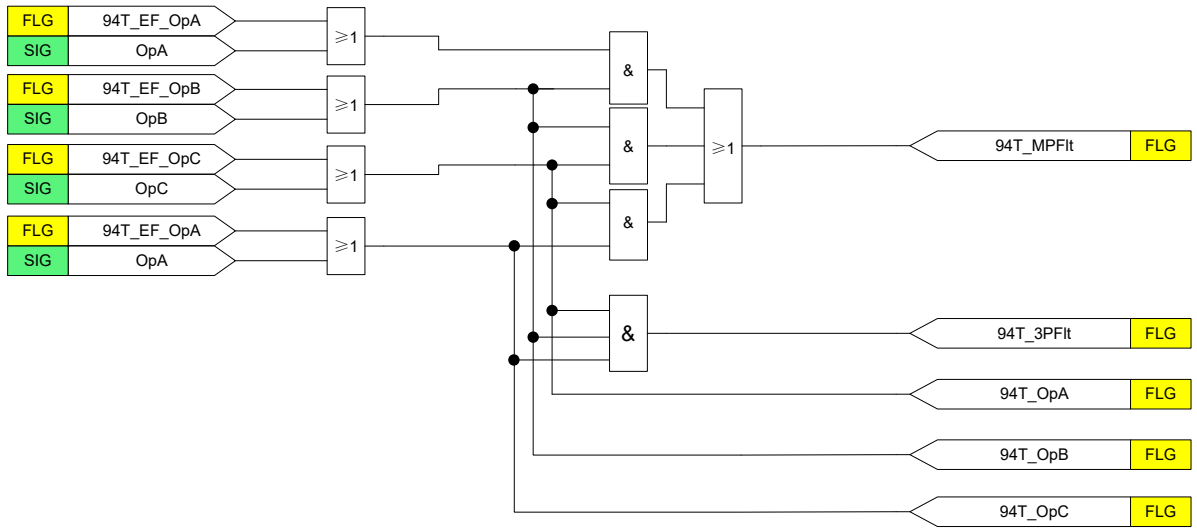 FLG 94T_EF_OpA
SIG OpA
≥1
FLG 94T_EF_OpB
SIG OpB
≥1
FLG 94T_EF_OpC
SIG OpC
≥1
FLG 94T_EF_OpA
SIG OpA
≥1
&
&
&
≥1
94T_MPFlt FLG
&
94T_3PFlt FLG
94T_OpA FLG
94T_OpB FLG
94T_OpC FLG